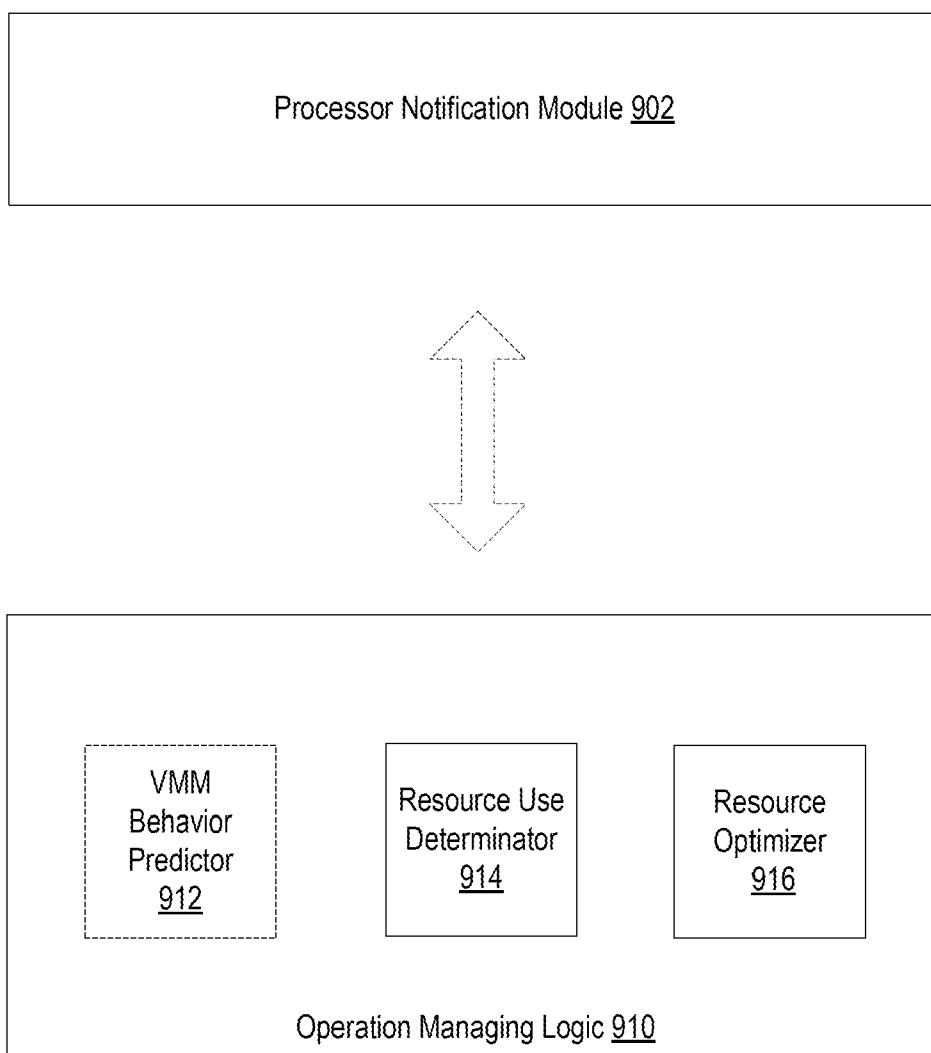 Processor Notification Module 902
VMM
Behavior
Predictor
912
Resource Use
Determinator
914
Resource
Optimizer
916
Operation Managing Logic 910